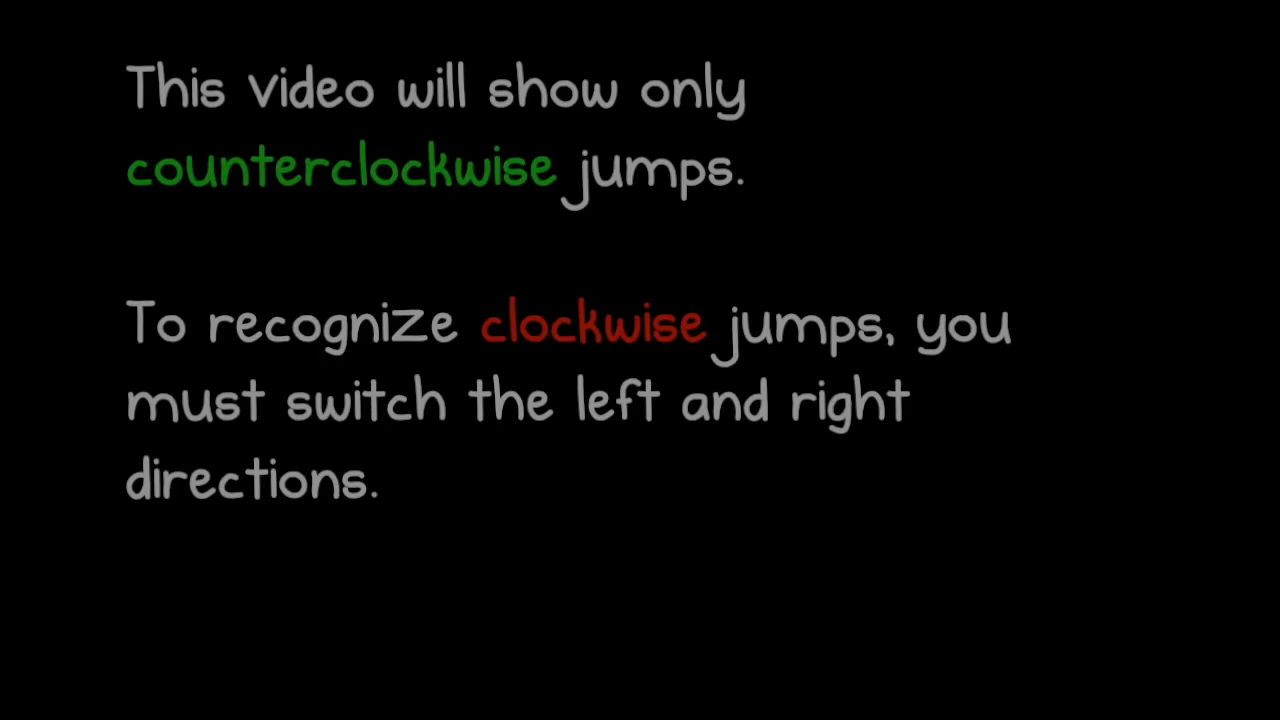 This video will show only
counterclockwise jumps.
To recognize clockwise jumps, you
must switch the left and right
directions.